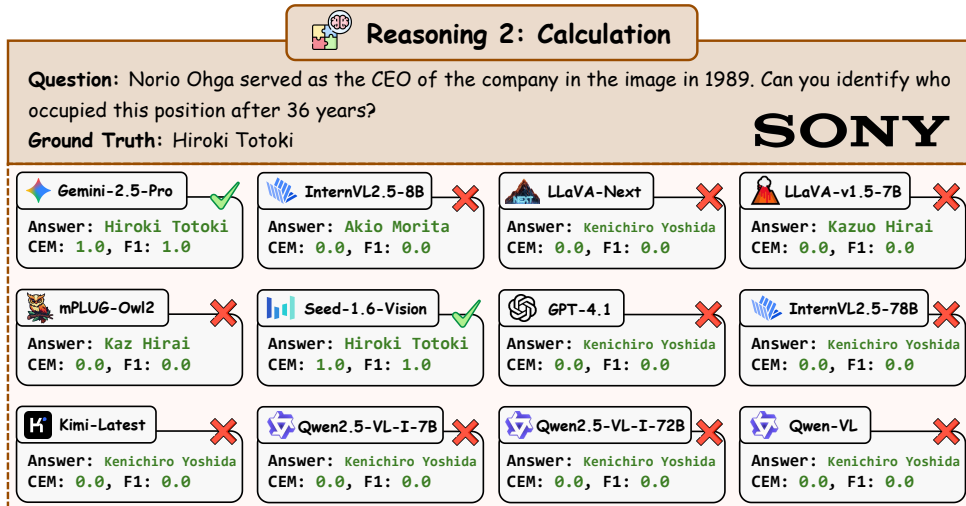 Reasoning 2: Calculation
Question: Norio Ohga served as the CEO of the company in the image in 1989. Can you identify who
occupied this position after 36 years?
Ground Truth: Hiroki Totoki
SONY
Gemini-2.5-Pro
Answer: Hiroki Totoki
CEM: 1.0, F1: 1.0
InternVL2.5-8B
Answer: Akio Morita
CEM: 0.0, F1: 0.0
NEXT
LLaVA-Next
Answer: Kenichiro Yoshida
CEM: 0.0, F1: 0.0
LLaVA-v1.5-7B
Answer: Kazuo Hirai
CEM: 0.0, F1: 0.0
mPLUG-Owl2
Answer: Kaz Hirai
CEM: 0.0, F1: 0.0
Seed-1.6-Vision
Answer: Hiroki Totoki
CEM: 1.0, F1: 1.0
GPT-4.1
Answer: Kenichiro Yoshida
CEM: 0.0, F1: 0.0
InternVL2.5-78B
Answer: Kenichiro Yoshida
CEM: 0.0, F1: 0.0
K
Kimi-Latest
Answer: Kenichiro Yoshida
CEM: 0.0, F1: 0.0
Qwen2.5-VL-I-7B
Answer: Kenichiro Yoshida
CEM: 0.0, F1: 0.0
Qwen2.5-VL-I-72B
Answer: Kenichiro Yoshida
CEM: 0.0, F1: 0.0
Qwen-VL
Answer: Kenichiro Yoshida
CEM: 0.0, F1: 0.0